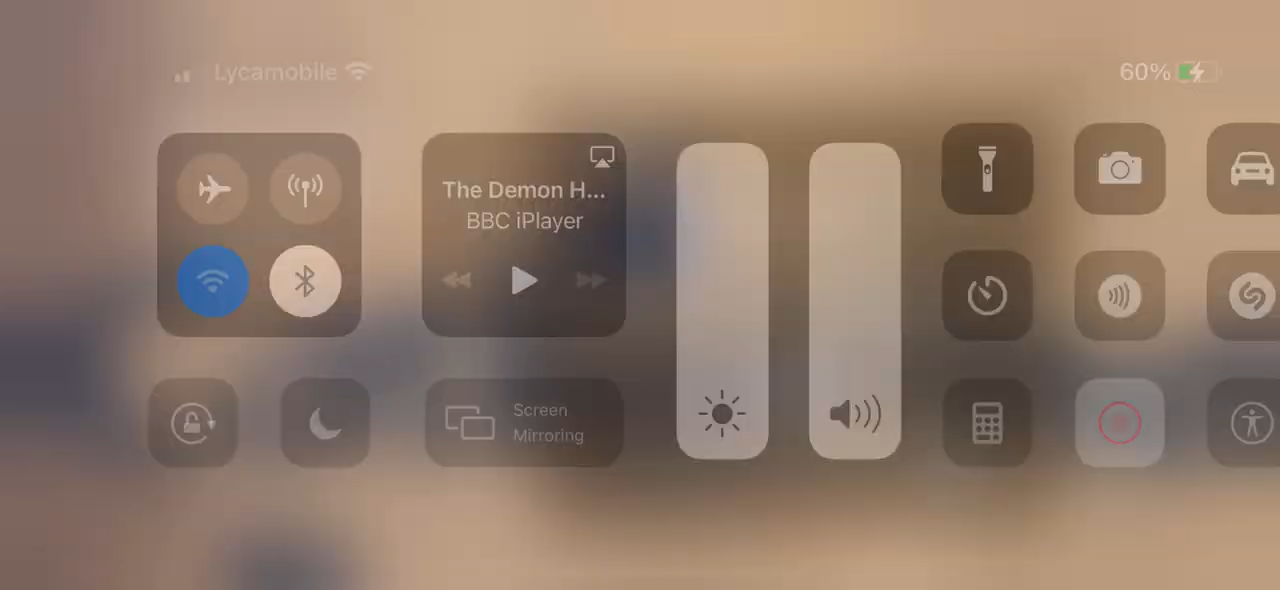 Lycamobile
60%
The Demon H...
BBC iPlayer
Screen
Mirroring